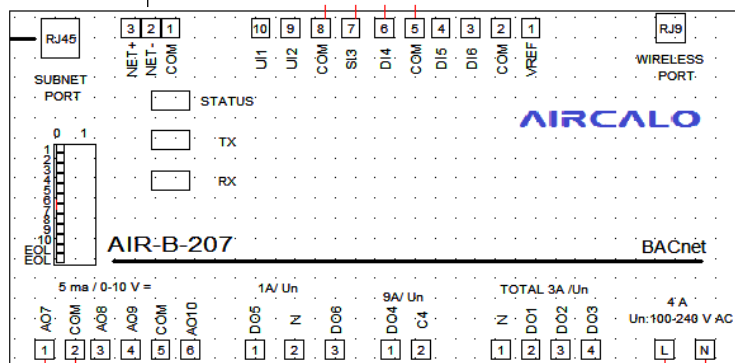 RJ45
3 2 1
NET+ NET- COM
10 9 8 7 6 5 4 3 2 1
UI1 UI2 COM SI3 DI4 COM DI5 DI6 COM VREF
RJ9
SUBNET
PORT
WIRELESS
PORT
STATUS
TX
RX
AIRCALO
0 1
1
2
3
4
5
6
7
8
9
10
EOL
EOL
AIR-B-207
BACnet
5 ma / 0-10 V =
1A/ Un
9A/ Un
TOTAL 3A /Un
4 A
Un:100-240 V AC
AO7 COM AO8 AO9 COM AO10
DO5 N DO6
DO4 C4
N DO1 DO2 DO3
1 2 3 4 5 6
1 2 3
1 2
1 2 3 4
L N